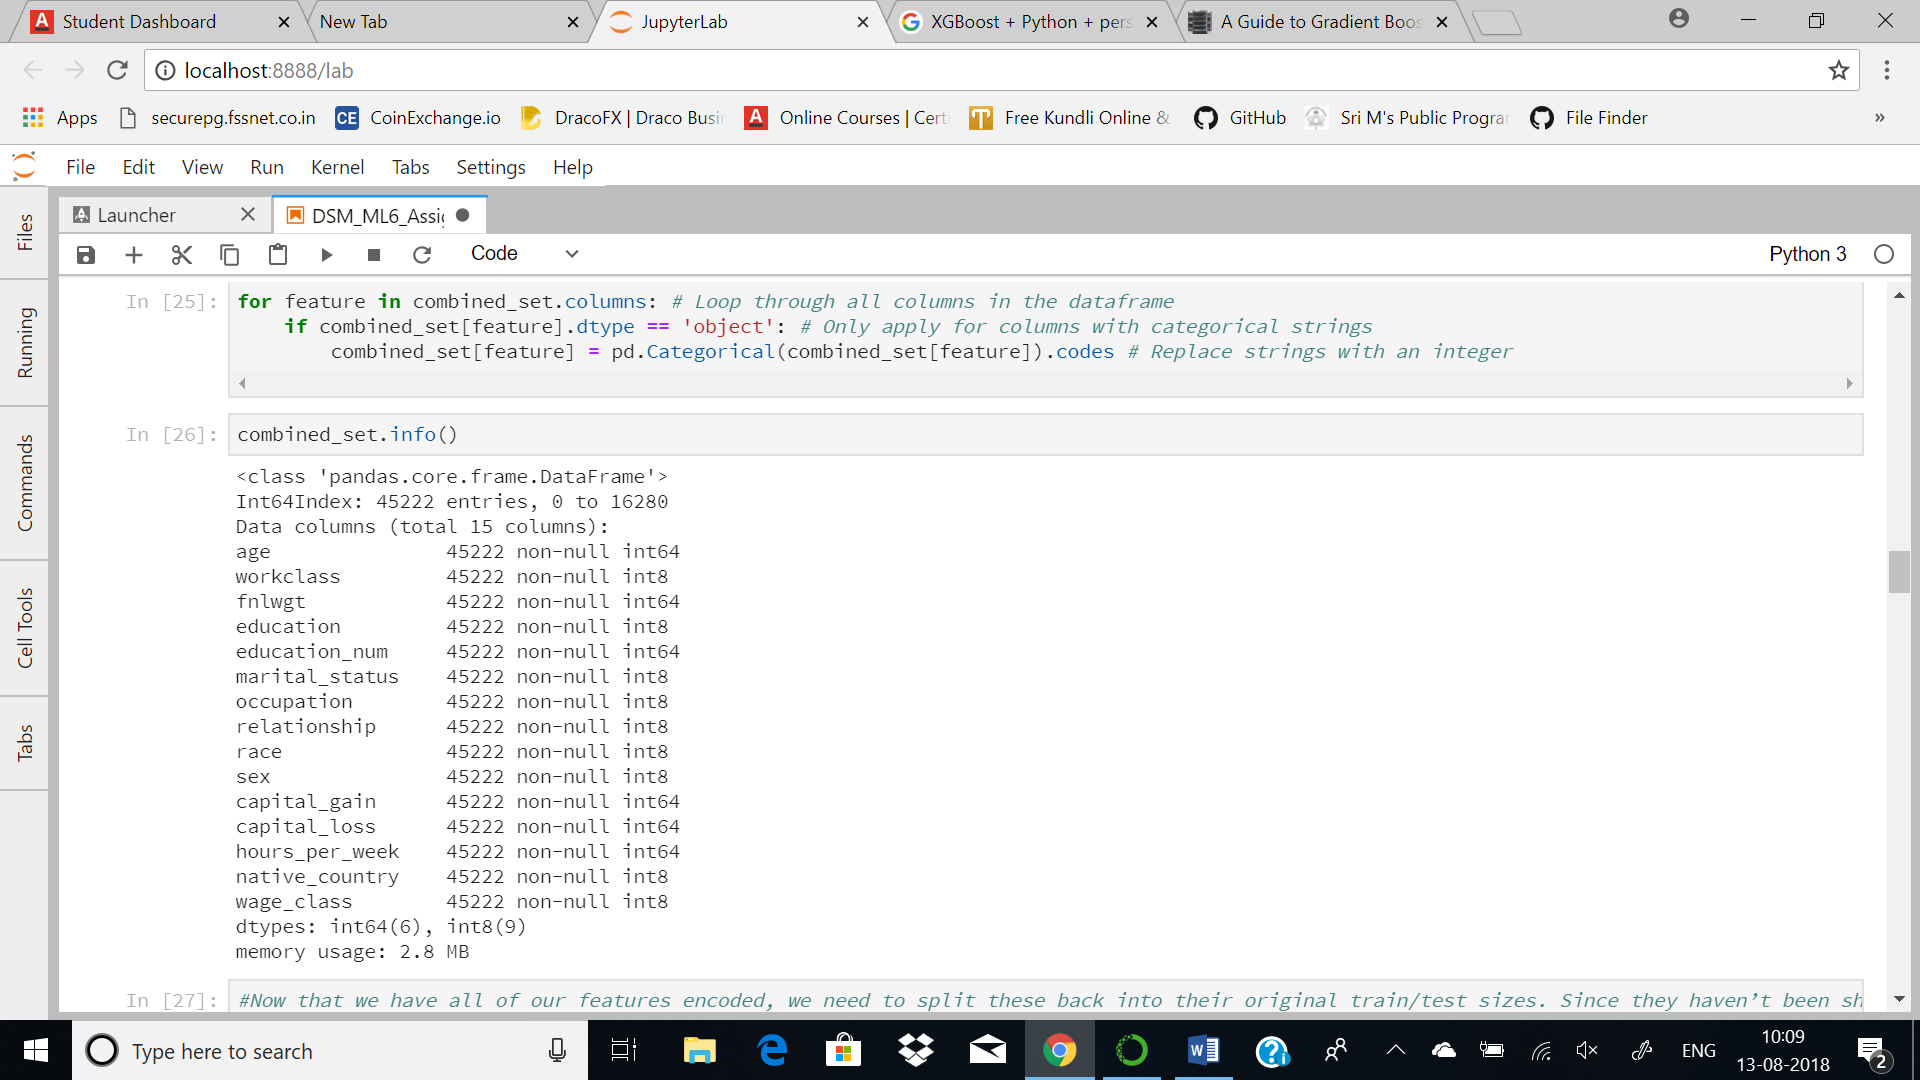 Student Dashboard
New Tab
JupyterLab
XGBoost + Python + pers
A Guide to Gradient Boos
localhost:8888/lab
Apps
securepg.fssnet.co.in
CE CoinExchange.io
DracoFX | Draco Busi
A Online Courses | Cert
T Free Kundli Online &
GitHub
Sri M's Public Program
File Finder
»
File Edit View Run Kernel Tabs Settings Help
Files
Running
Commands
Cell Tools
Tabs
Launcher
DSM_ML6_Assi
Code
Python 3
In [25]: for feature in combined_set.columns: # Loop through all columns in the dataframe
if combined_set[feature].dtype == 'object': # Only apply for columns with categorical strings
combined_set[feature] = pd.Categorical(combined_set[feature]).codes # Replace strings with an integer
In [26]: combined_set.info()
<class 'pandas.core.frame.DataFrame'>
Int64Index: 45222 entries, 0 to 16280
Data columns (total 15 columns):
age 45222 non-null int64
workclass 45222 non-null int8
fnlwgt 45222 non-null int64
education 45222 non-null int8
education_num 45222 non-null int64
marital_status 45222 non-null int8
occupation 45222 non-null int8
relationship 45222 non-null int8
race 45222 non-null int8
sex 45222 non-null int8
capital_gain 45222 non-null int64
capital_loss 45222 non-null int64
hours_per_week 45222 non-null int64
native_country 45222 non-null int8
wage_class 45222 non-null int8
dtypes: int64(6), int8(9)
memory usage: 2.8 MB
In [27]: #Now that we have all of our features encoded, we need to split these back into their original train/test sizes. Since they haven’t been sh
Type here to search
ENG
10:09
13-08-2018
2